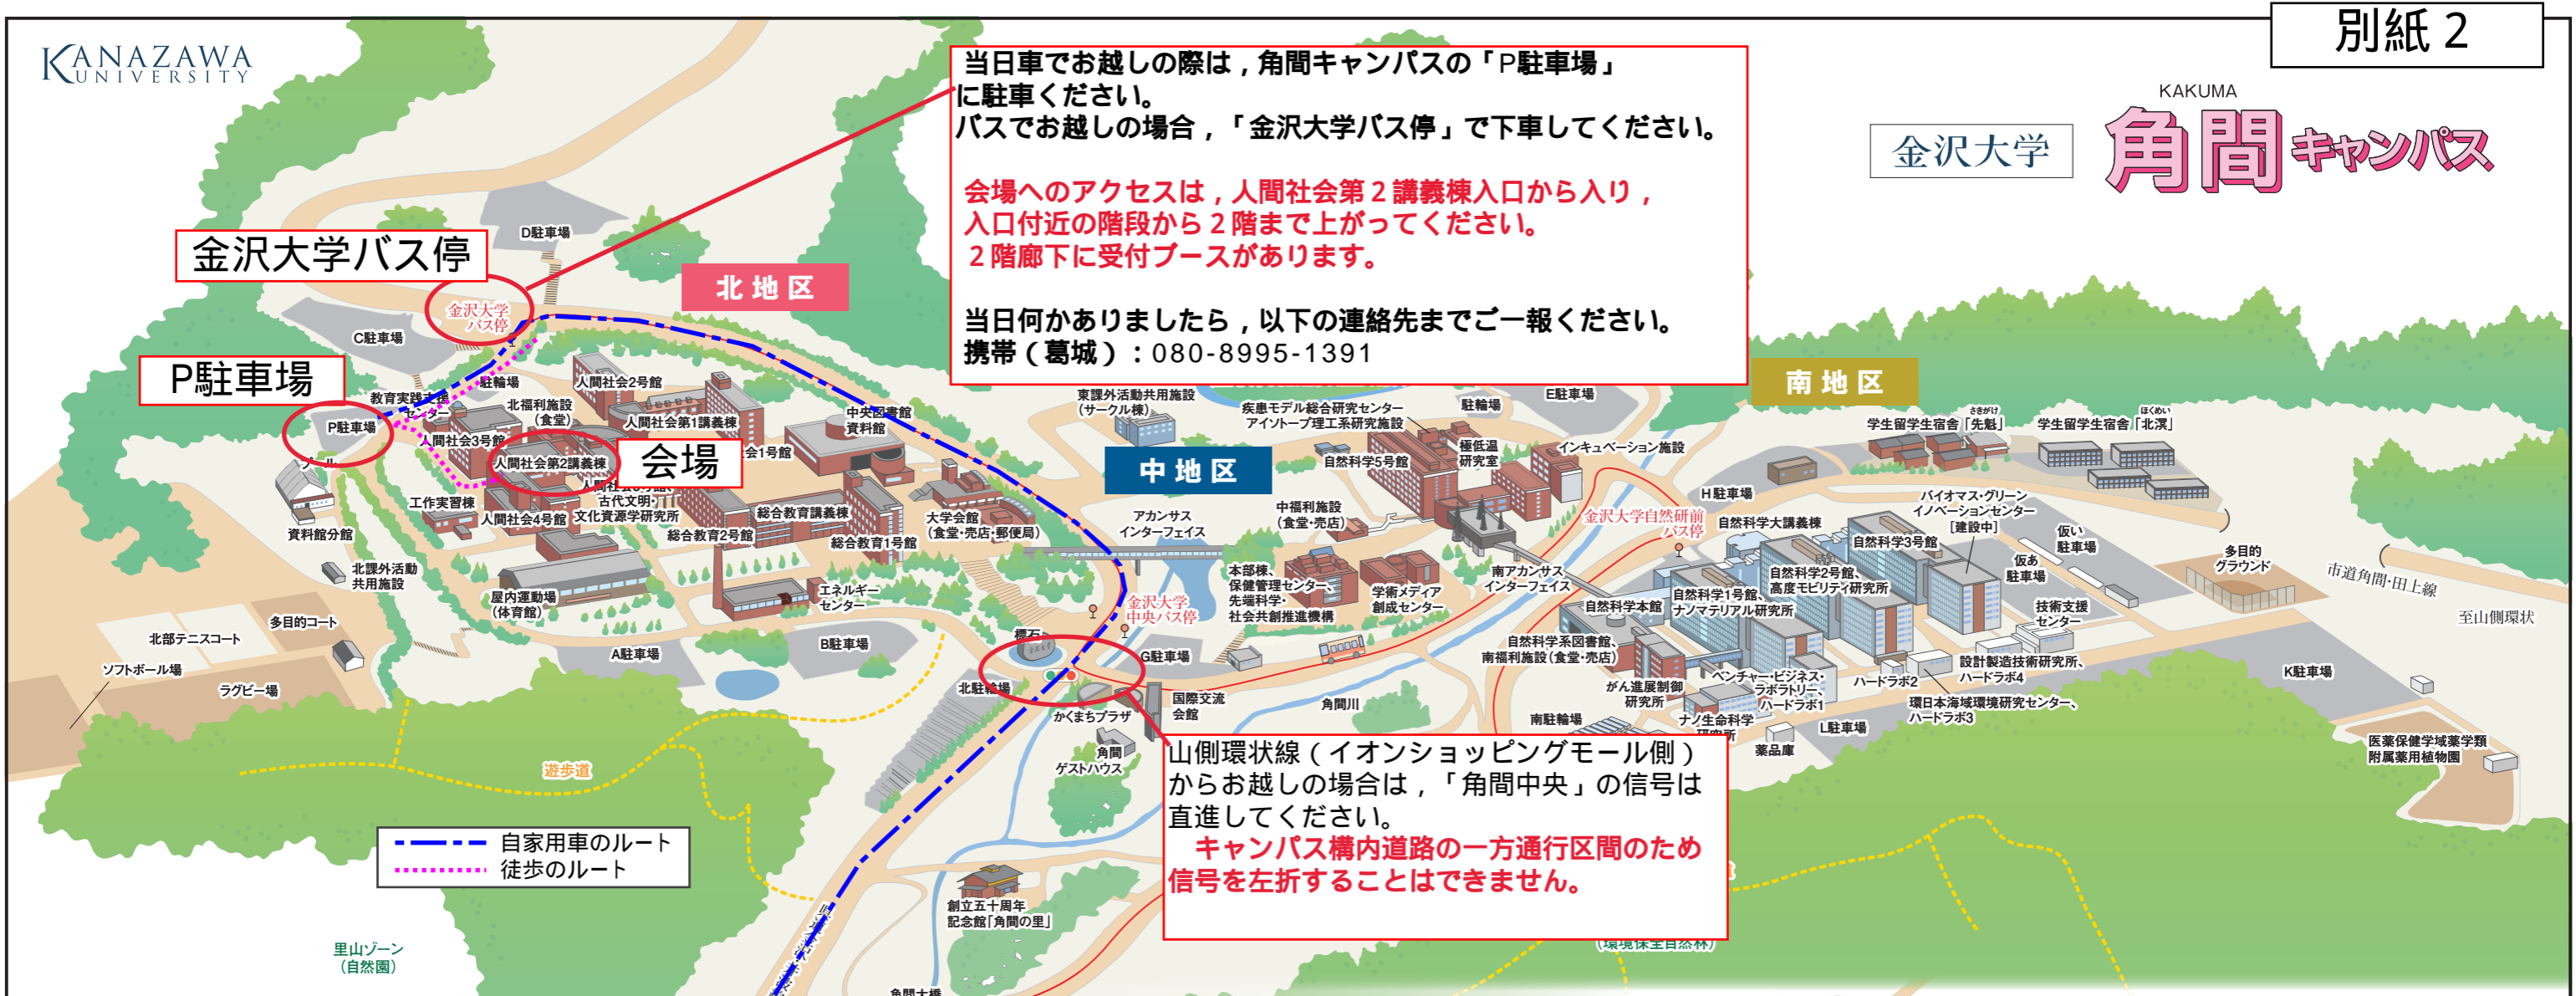 別紙２
KANAZAWA
UNIVERSITY
KAKUMA
金沢大学
角間キャンパス
当日車でお越しの際は，角間キャンパスの「P駐車場」
に駐車ください。
バスでお越しの場合，「金沢大学バス停」で下車してください。
会場へのアクセスは，人間社会第２講義棟入口から入り，
入口付近の階段から２階まで上がってください。
２階廊下に受付ブースがあります。
当日何かありましたら，以下の連絡先までご一報ください。
携帯（葛城）：080-8995-1391
金沢大学バス停
D駐車場
北地区
金沢大学
バス停
C駐車場
P駐車場
P駐車場
教育実践支援
センター
駐輪場
人間社会2号館
北福利施設
（食堂）
人間社会第1講義棟
中央図書館
資料館
人間社会3号館
会場
会1号館
人間社会第2講義棟
プール
資料館分館
工作実習棟
人間社会4号館
古代文明・
文化資源学研究所
総合教育講義棟
総合教育2号館
総合教育1号館
大学会館
（食堂・売店・郵便局）
北課外活動
共用施設
屋内運動場
（体育館）
エネルギー
センター
多目的コート
北部テニスコート
ソフトボール場
ラグビー場
A駐車場
B駐車場
東課外活動共用施設
（サークル棟）
疾患モデル総合研究センター
アイソトープ理工系研究施設
駐輪場
E駐車場
中地区
自然科学5号館
極低温
研究室
インキュベーション施設
アカンサス
インターフェイス
中福利施設
（食堂・売店）
金沢大学自然研前
バス停
本部棟、
保健管理センター、
先端科学・
社会共創推進機構
学術メディア
創成センター
南アカンサス
インターフェイス
金沢大学
中央バス停
標石
G駐車場
北駐輪場
かくまちプラザ
国際交流
会館
角間
ゲストハウス
角間川
南地区
さきがけ
学生留学生宿舎「先魁」
ほくめい
学生留学生宿舎「北溟」
H駐車場
バイオマス・グリーン
イノベーションセンター
［建設中］
自然科学大講義棟
自然科学3号館
仮い
駐車場
仮あ
駐車場
自然科学2号館、
高度モビリティ研究所
自然科学1号館、
ナノマテリアル研究所
自然科学本館
技術支援
センター
多目的
グラウンド
市道角間・田上線
至山側環状
自然科学系図書館、
南福利施設（食堂・売店）
がん進展制御
研究所
ベンチャー・ビジネス・
ラボラトリー、
ハードラボ1
ハードラボ2
設計製造技術研究所、
ハードラボ4
環日本海域環境研究センター、
ハードラボ3
K駐車場
南駐輪場
ナノ生命科学
研究所
薬品庫
L駐車場
医薬保健学域薬学類
附属薬用植物園
山側環状線（イオンショッピングモール側）
からお越しの場合は，「角間中央」の信号は
直進してください。
キャンパス構内道路の一方通行区間のため
信号を左折することはできません。
遊歩道
自家用車のルート
徒歩のルート
創立五十周年
記念館「角間の里」
里山ゾーン
（自然園）
（環境保全自然林）
角間大橋